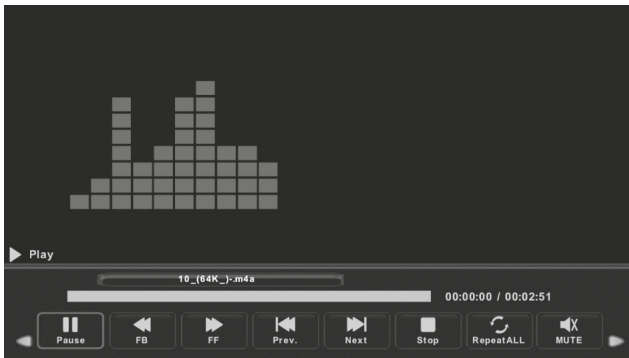 Play
10_(64K_)-.m4a
00:00:00 / 00:02:51
Pause FB FF Prev. Next Stop RepeatALL MUTE